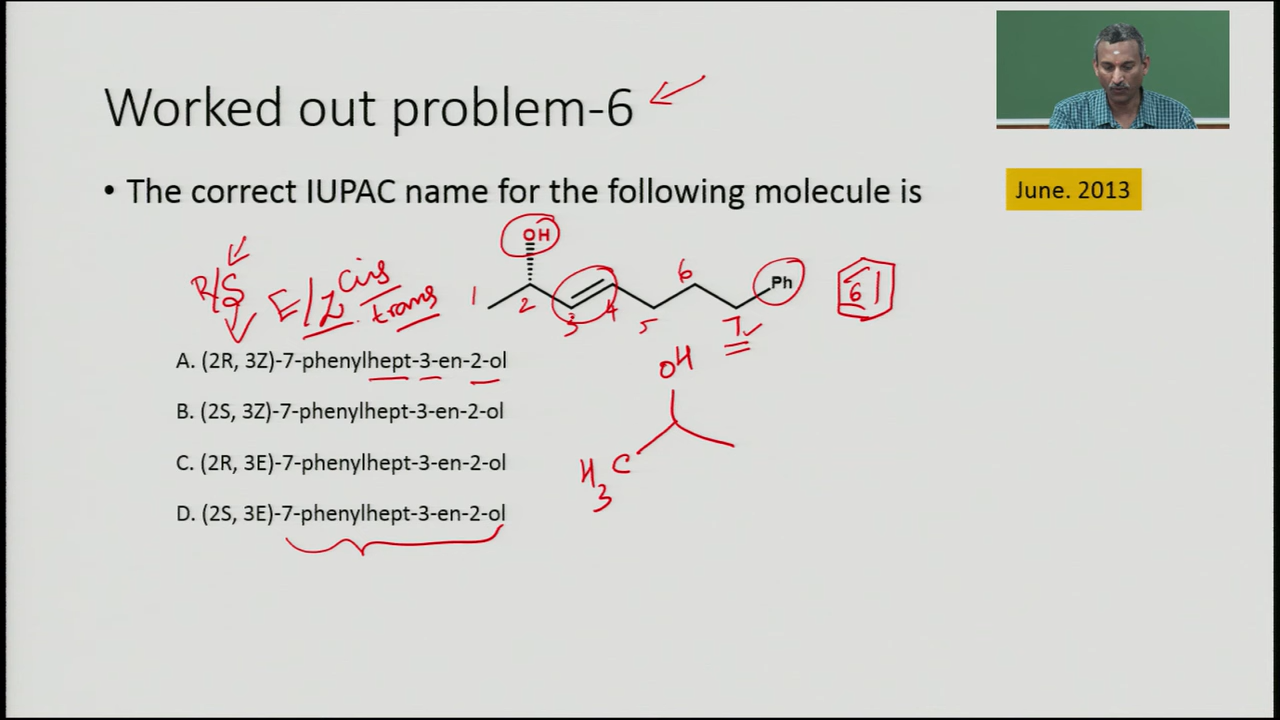 Worked out problem-6
• The correct IUPAC name for the following molecule is
June. 2013
OH
R/S
E/Z
cis
trans
1
2
3
4
5
6
7
Ph
6
A. (2R, 3Z)-7-phenylhept-3-en-2-ol
B. (2S, 3Z)-7-phenylhept-3-en-2-ol
C. (2R, 3E)-7-phenylhept-3-en-2-ol
D. (2S, 3E)-7-phenylhept-3-en-2-ol
OH
H3C